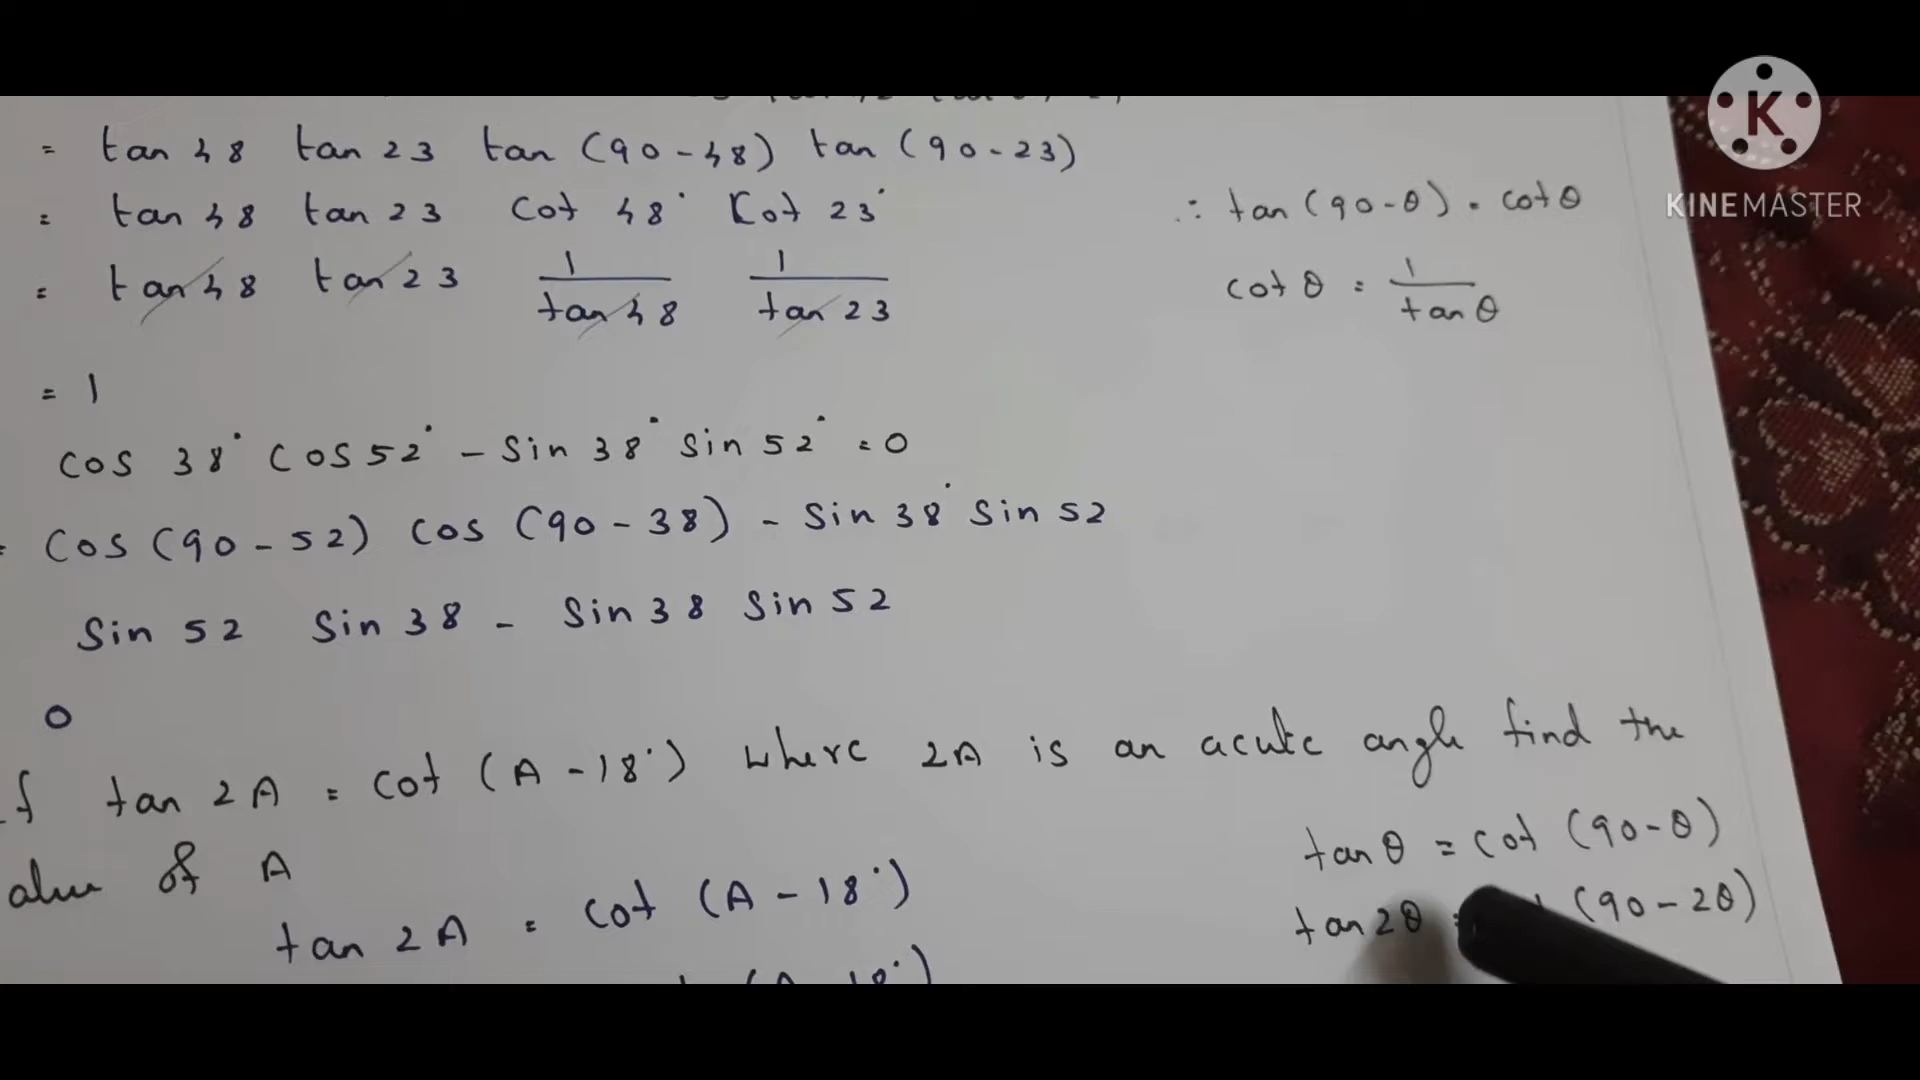 = tan 48 tan 23 tan (90-48) tan (90-23)
= tan 48 tan 23 cot 48° cot 23°
∴ tan (90-θ) = cot θ
= tan 48 tan 23 1/tan 48 1/tan 23
cot θ = 1/tan θ
= 1
cos 38° cos 52° - sin 38° sin 52° = 0
= cos (90-52) cos (90-38) - sin 38° sin 52
sin 52 sin 38 - sin 38 sin 52
0
If tan 2A = cot (A-18°) where 2A is an acute angle find the
alue of A
tan θ = cot (90-θ)
tan 2A = cot (A-18°)
tan 2θ = (90-2θ)
KINEMASTER